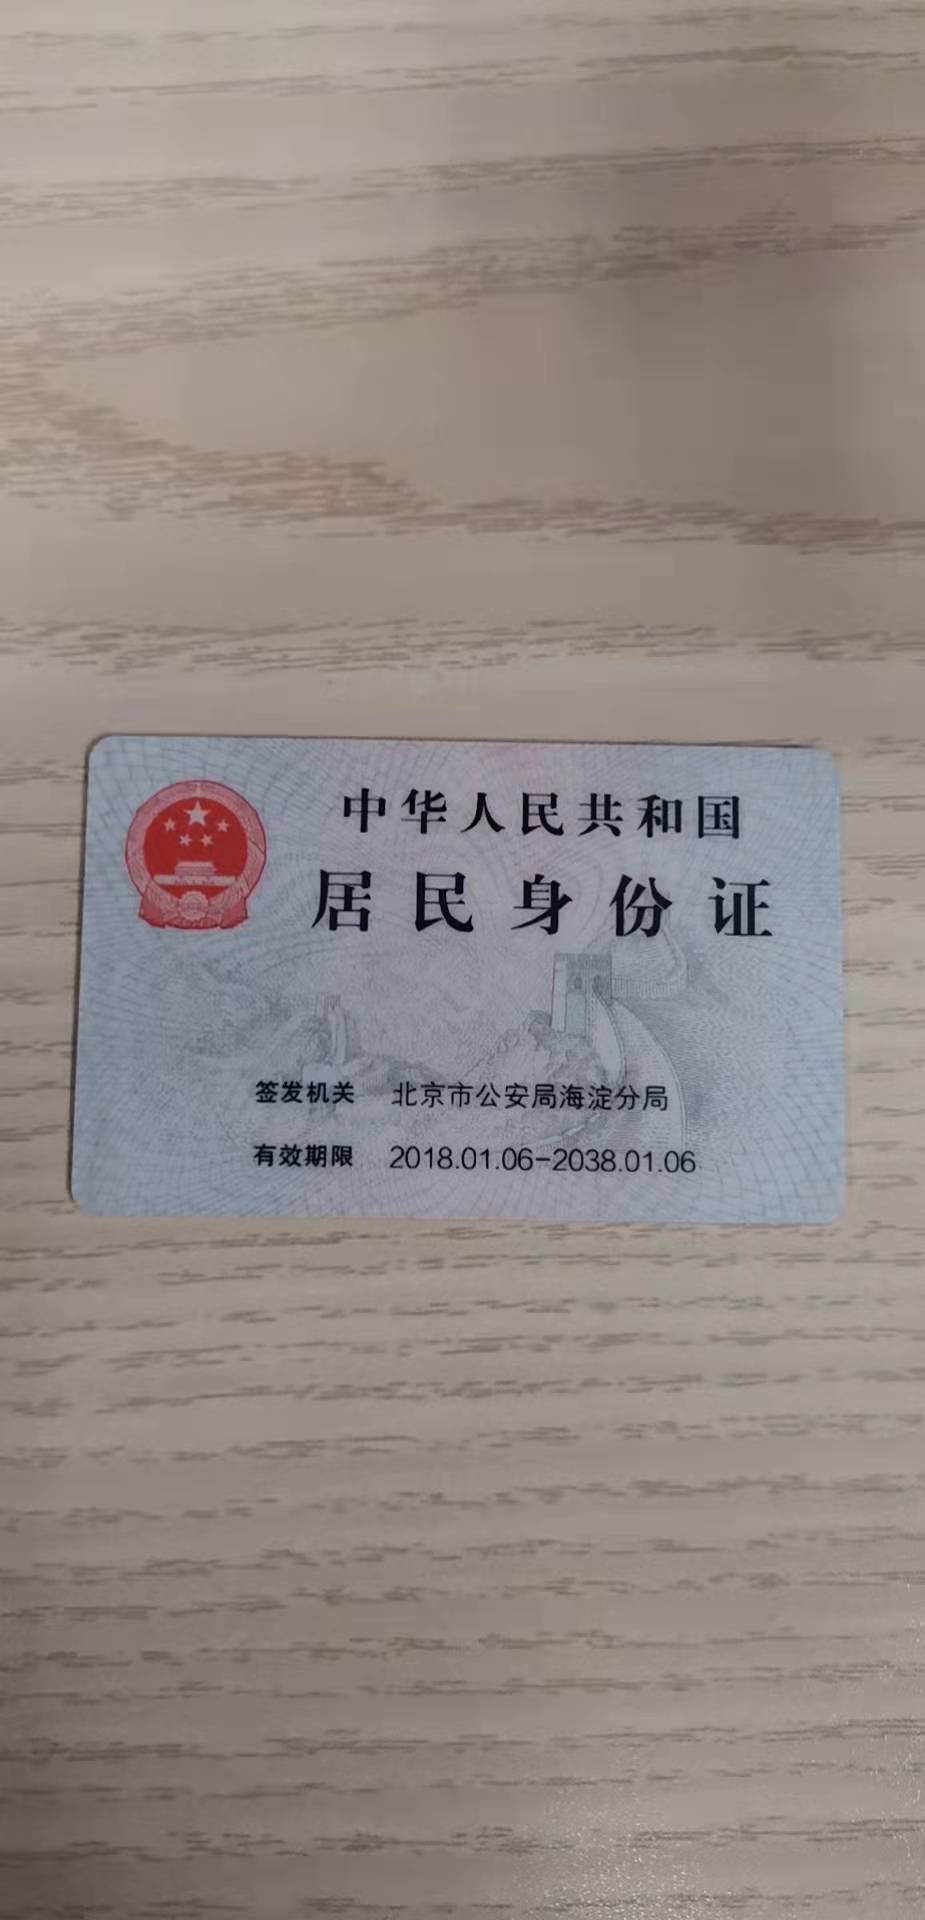 中华人民共和国
居民身份证
签发机关 北京市公安局海淀分局
有效期限 2018.01.06-2038.01.06